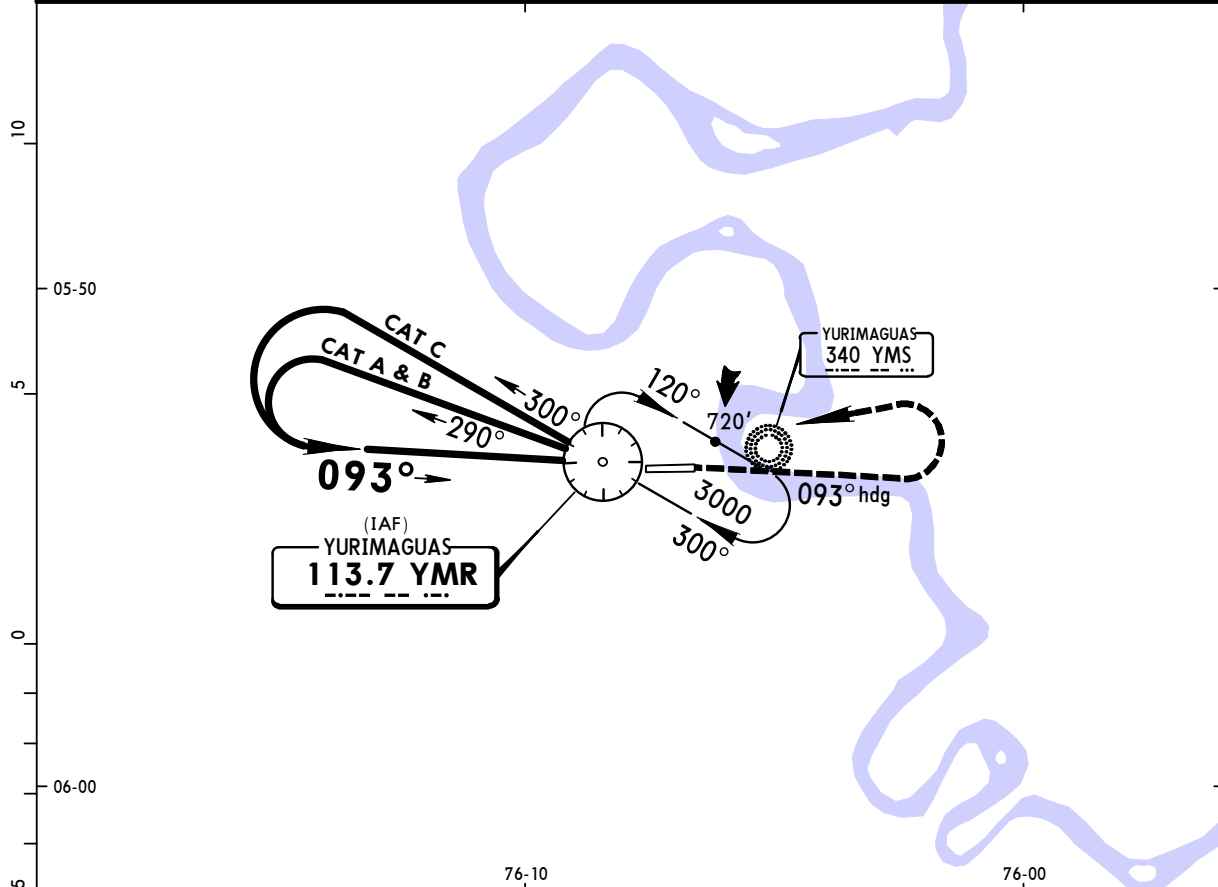 10
05-50
YURIMAGUAS
340 YMS
CAT C
CAT A & B
120°
5
300°
720'
290°
093°
093° hdg
3000
300°
(IAF)
YURIMAGUAS
113.7 YMR
0
06-00
5
76-10
76-00